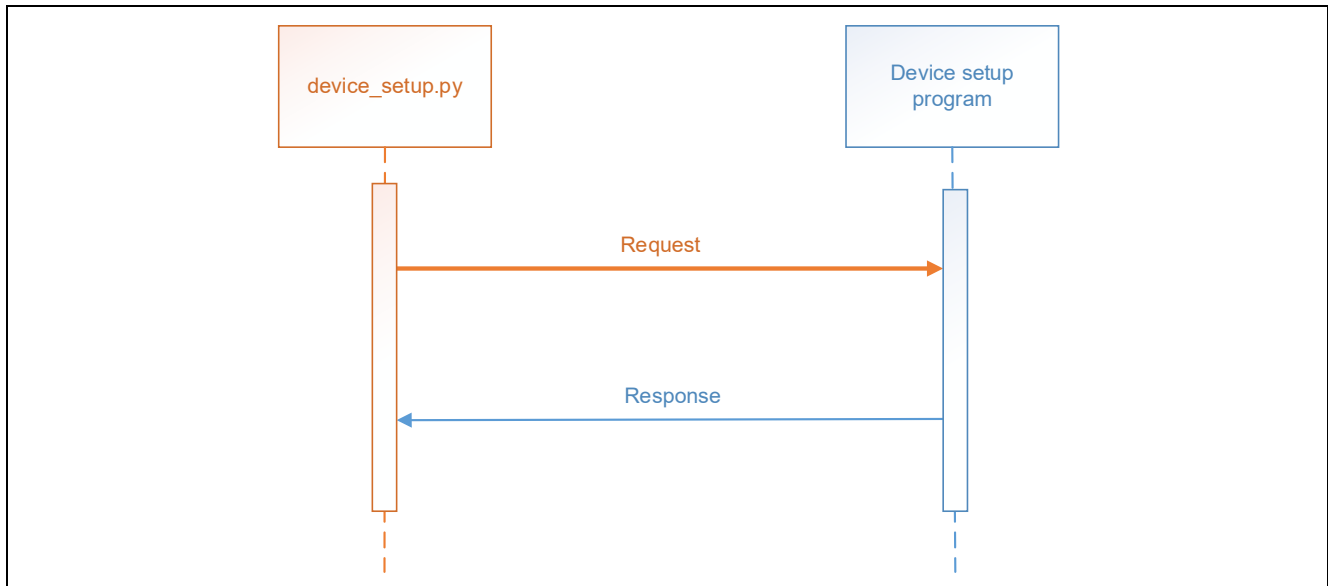 device_setup.py
Device setup
program
Request
Response